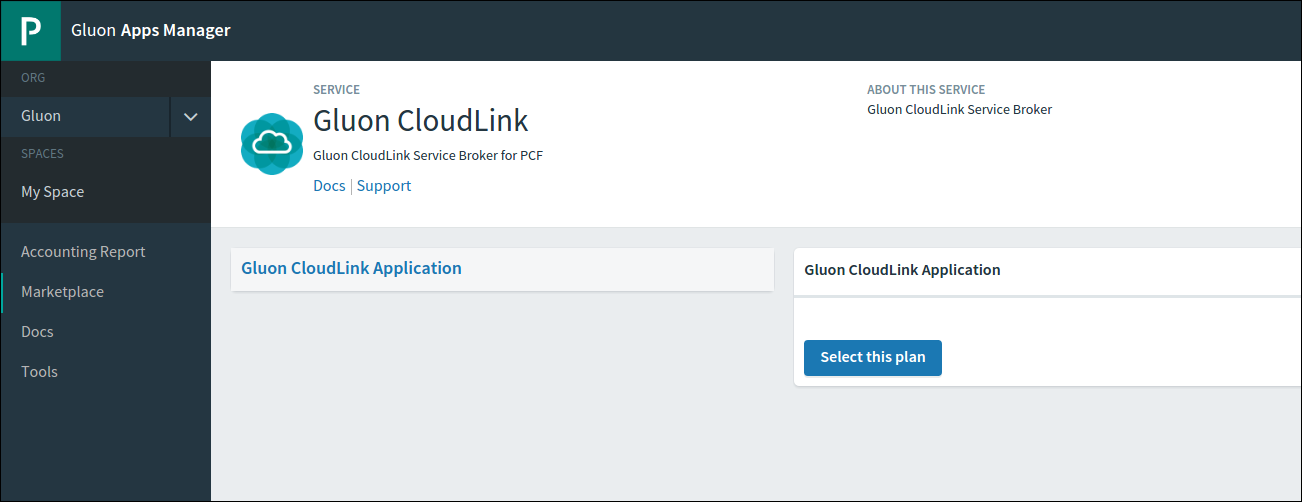 P
Gluon Apps Manager
ORG
Gluon
SPACES
My Space
Accounting Report
Marketplace
Docs
Tools
SERVICE
Gluon CloudLink
Gluon CloudLink Service Broker for PCF
Docs | Support
ABOUT THIS SERVICE
Gluon CloudLink Service Broker
Gluon CloudLink Application
Gluon CloudLink Application
Select this plan